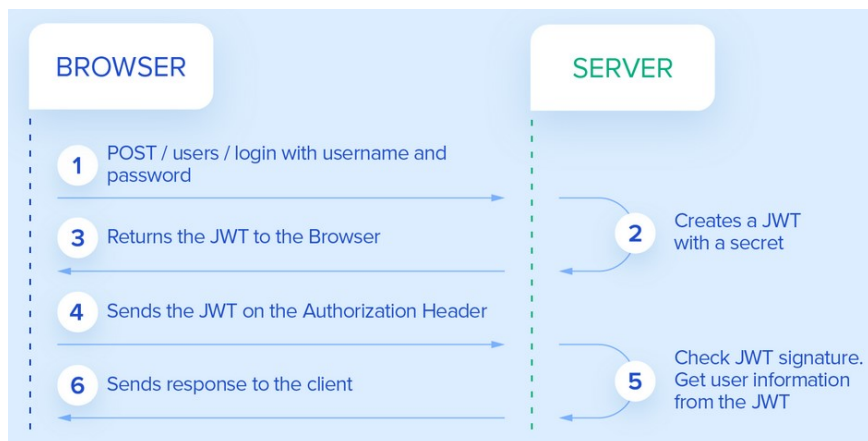 BROWSER
SERVER
1
POST / users / login with username and
password
2
Creates a JWT
with a secret
3
Returns the JWT to the Browser
4
Sends the JWT on the Authorization Header
5
Check JWT signature.
Get user information
from the JWT
6
Sends response to the client